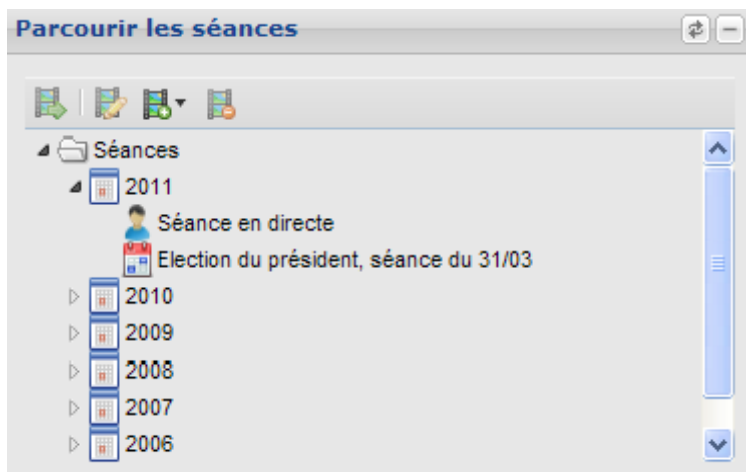 Parcourir les séances
Séances
2011
Séance en directe
Election du président, séance du 31/03
2010
2009
2008
2007
2006